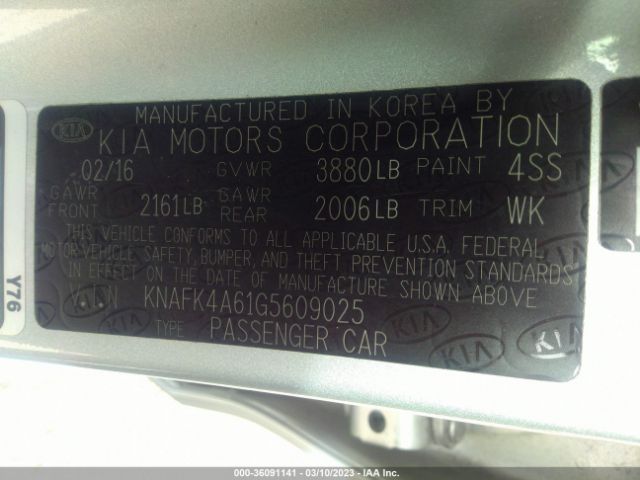 MANUFACTURED IN KOREA BY
KIA KIA MOTORS CORPORATION
02/16 GVWR 3880LB PAINT 4SS
GAWR FRONT 2161LB GAWR REAR 2006LB TRIM WK
THIS VEHICLE CONFORMS TO ALL APPLICABLE U.S.A. FEDERAL
MOTOR VEHICLE SAFETY, BUMPER, AND THEFT PREVENTION STANDARDS
IN EFFECT ON THE DATE OF MANUFACTURE SHOWN ABOVE
V.I.N KNAFK4A61G5609025
TYPE PASSENGER CAR
KIA
Y76
000-36091141 — 03/10/2023 — IAA Inc.